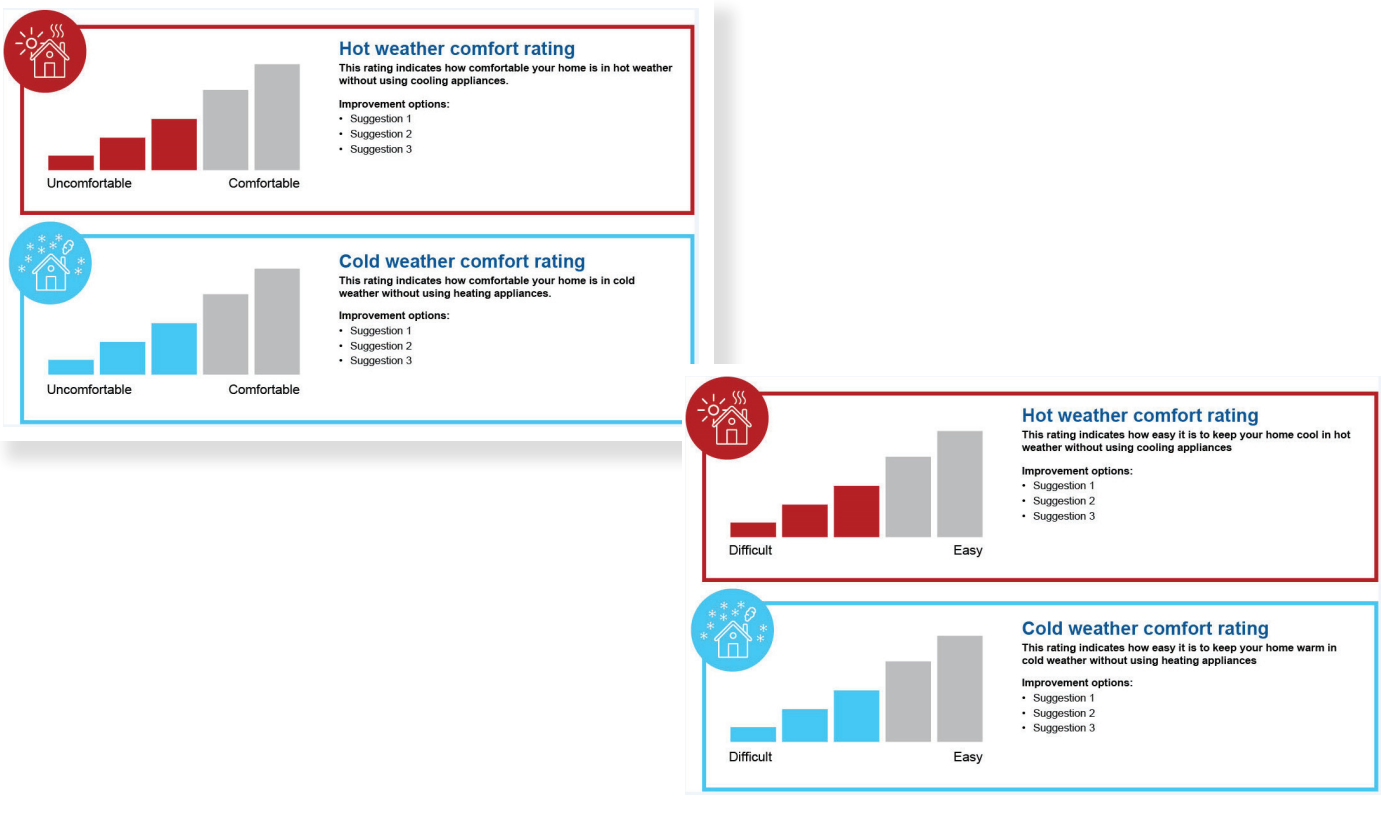 Hot weather comfort rating
This rating indicates how comfortable your home is in hot weather
without using cooling appliances.
Improvement options:
• Suggestion 1
• Suggestion 2
• Suggestion 3
Uncomfortable Comfortable
Cold weather comfort rating
This rating indicates how comfortable your home is in cold
weather without using heating appliances.
Improvement options:
• Suggestion 1
• Suggestion 2
• Suggestion 3
Uncomfortable Comfortable
Hot weather comfort rating
This rating indicates how easy it is to keep your home cool in hot
weather without using cooling appliances
Improvement options:
• Suggestion 1
• Suggestion 2
• Suggestion 3
Difficult Easy
Cold weather comfort rating
This rating indicates how easy it is to keep your home warm in
cold weather without using heating appliances
Improvement options:
• Suggestion 1
• Suggestion 2
• Suggestion 3
Difficult Easy